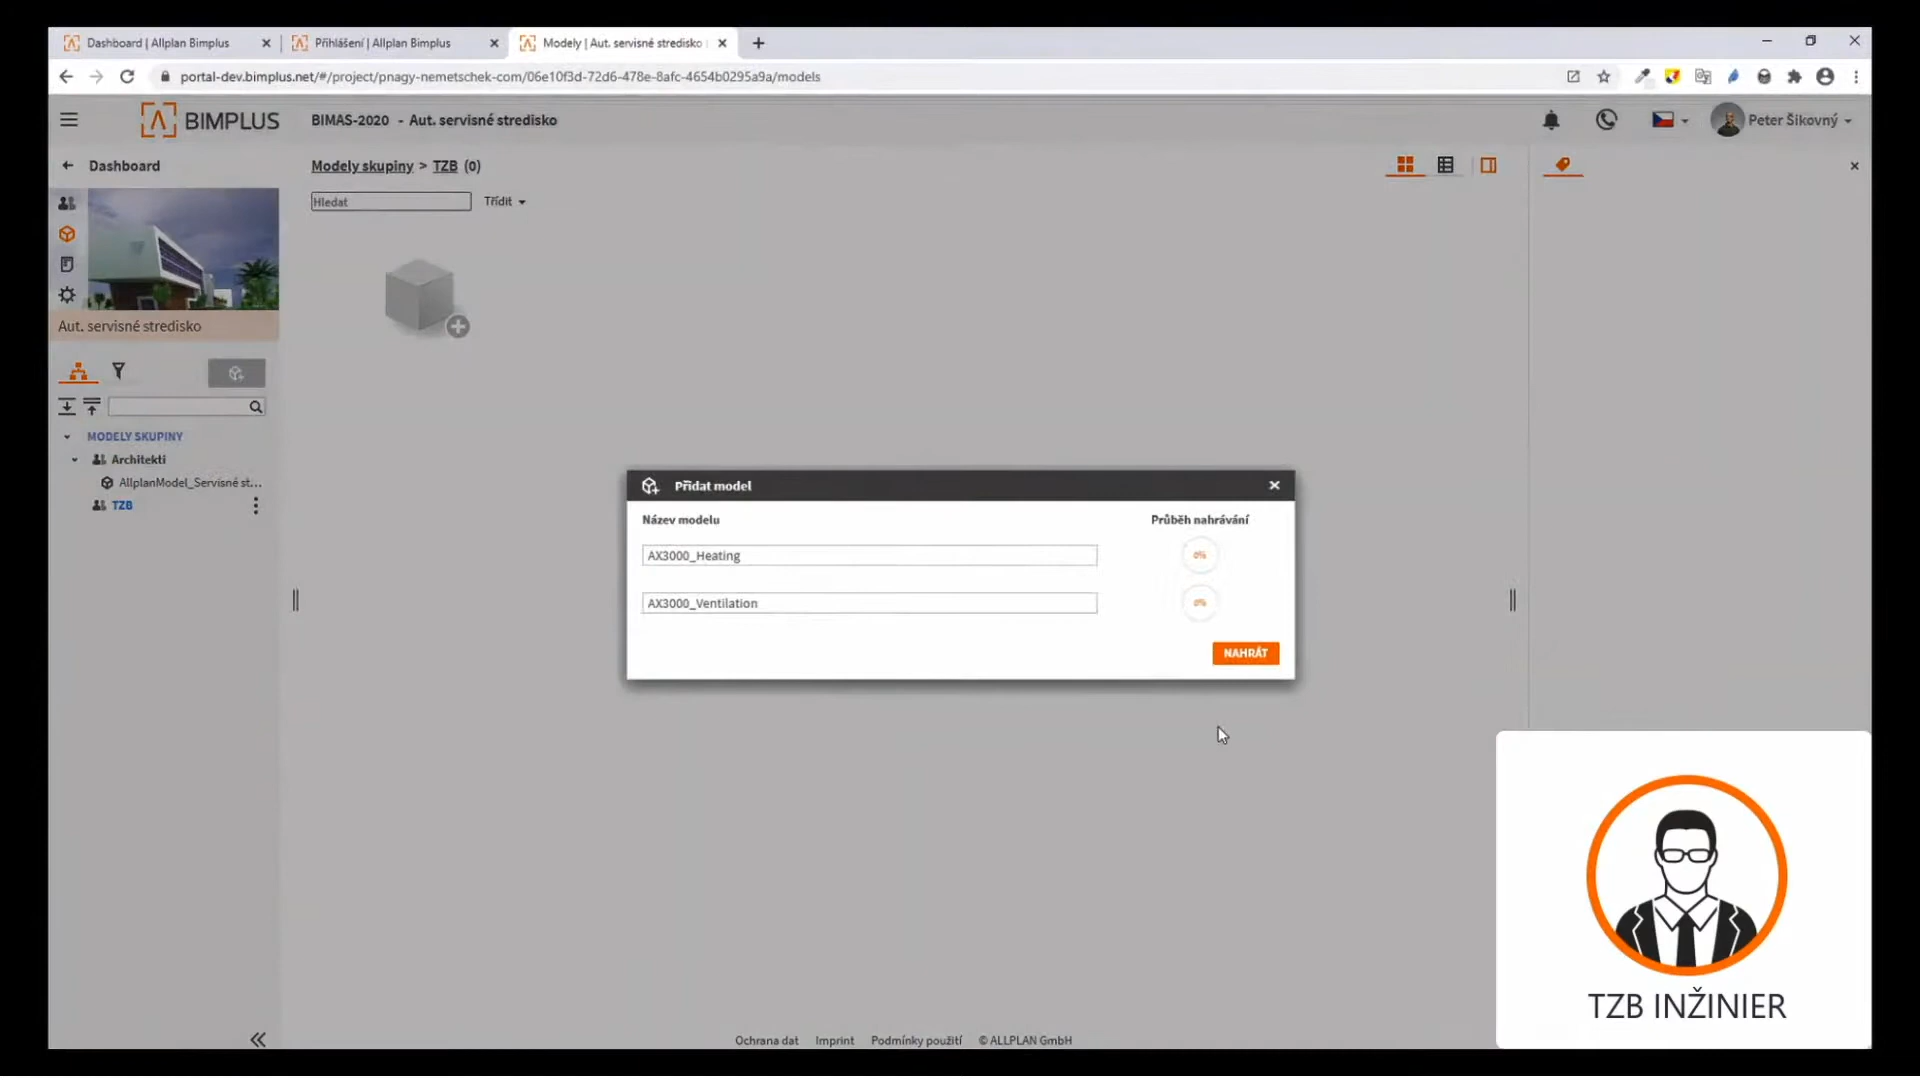 Dashboard | Allplan Bimplus
Přihlášení | Allplan Bimplus
Modely | Aut. servisné stredisko
portal-dev.bimplus.net/#/project/pnagy-nemetschek-com/06e10f3d-72d6-478e-8afc-4654b0295a9a/models
BIMPLUS
BIMAS-2020 - Aut. servisné stredisko
Peter Šikovný
Dashboard
Modely skupiny > TZB (0)
Hledat
Třídit
Aut. servisné stredisko
MODELY SKUPINY
Architekti
AllplanModel_Servisné st...
TZB
Přidat model
Název modelu
Průběh nahrávání
AX3000_Heating
0%
AX3000_Ventilation
0%
NAHRÁT
TZB INŽINIER
Ochrana dat
Imprint
Podmínky použití
© ALLPLAN GmbH